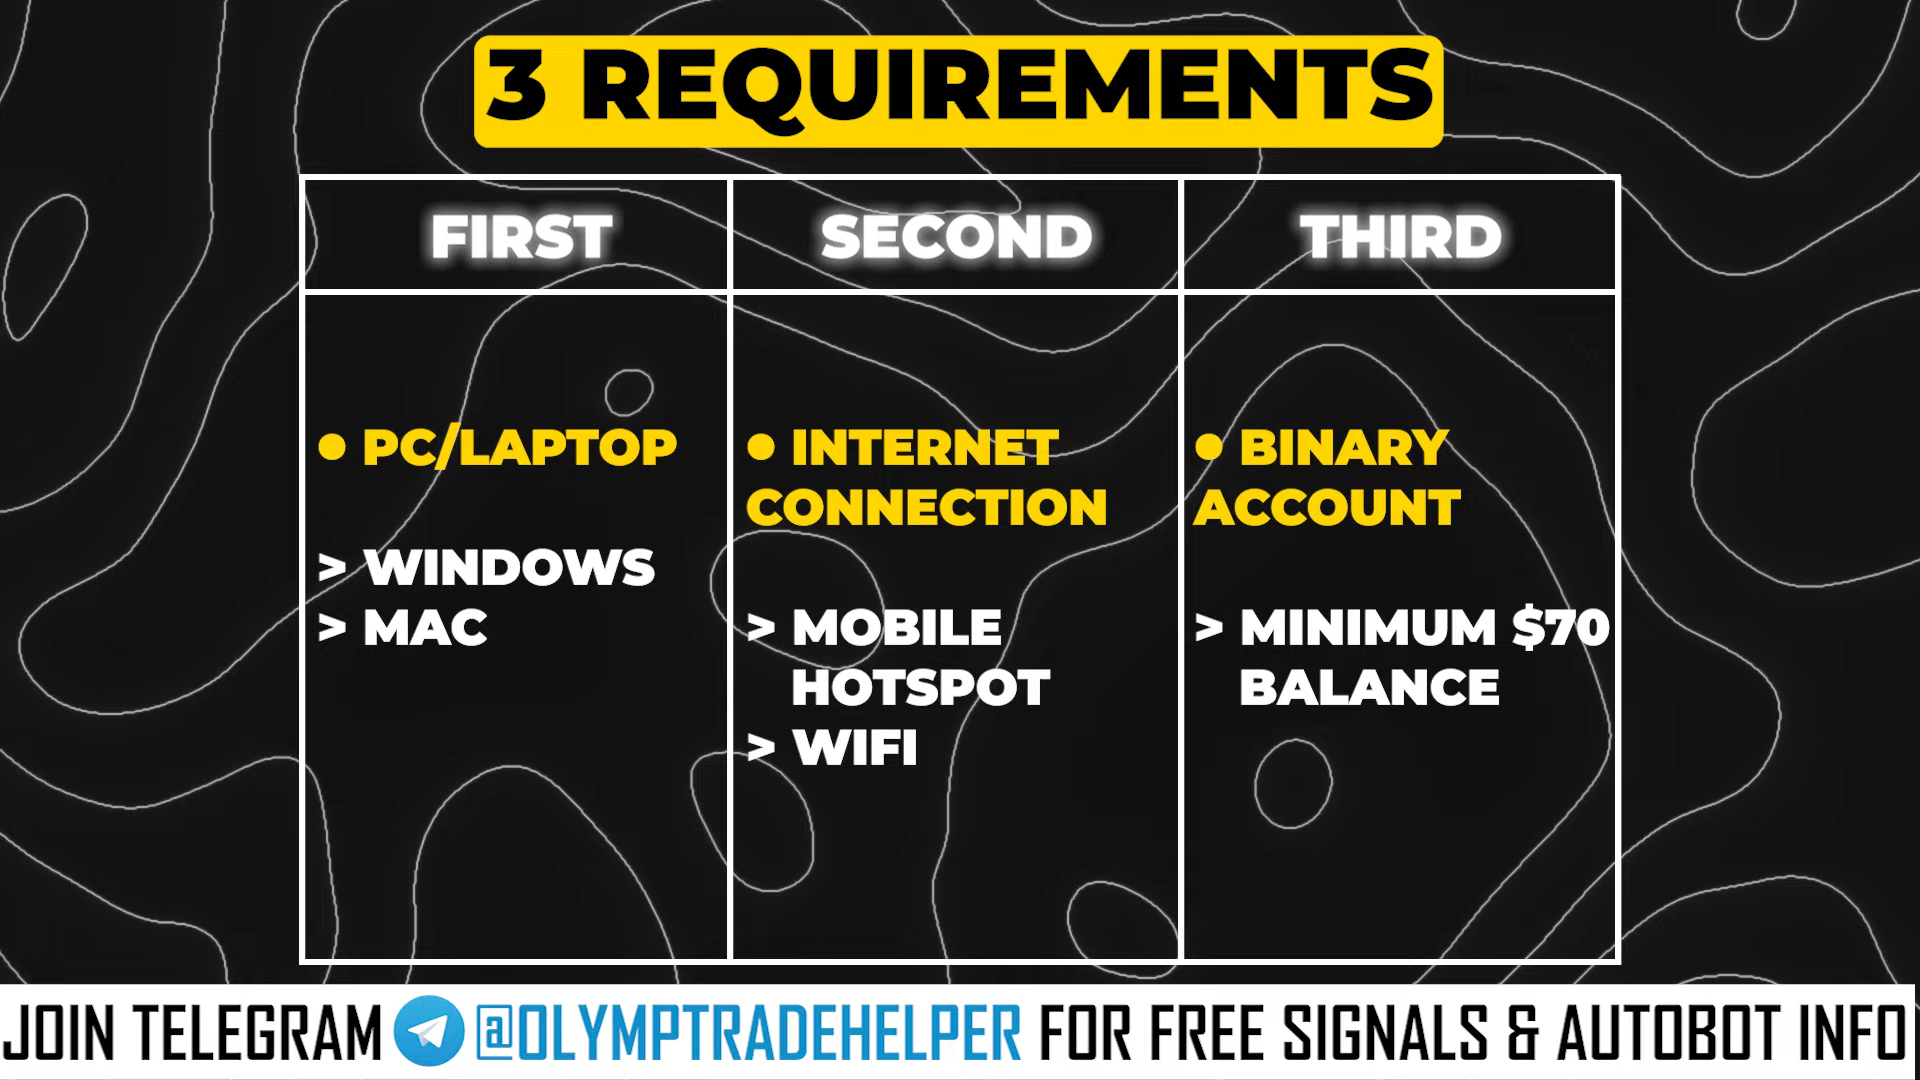 3 REQUIREMENTS
FIRST
SECOND
THIRD
● PC/LAPTOP
> WINDOWS
> MAC
● INTERNET
CONNECTION
> MOBILE
HOTSPOT
> WIFI
● BINARY
ACCOUNT
> MINIMUM $70
BALANCE
JOIN TELEGRAM @OLYMPTRADEHELPER FOR FREE SIGNALS & AUTOBOT INFO